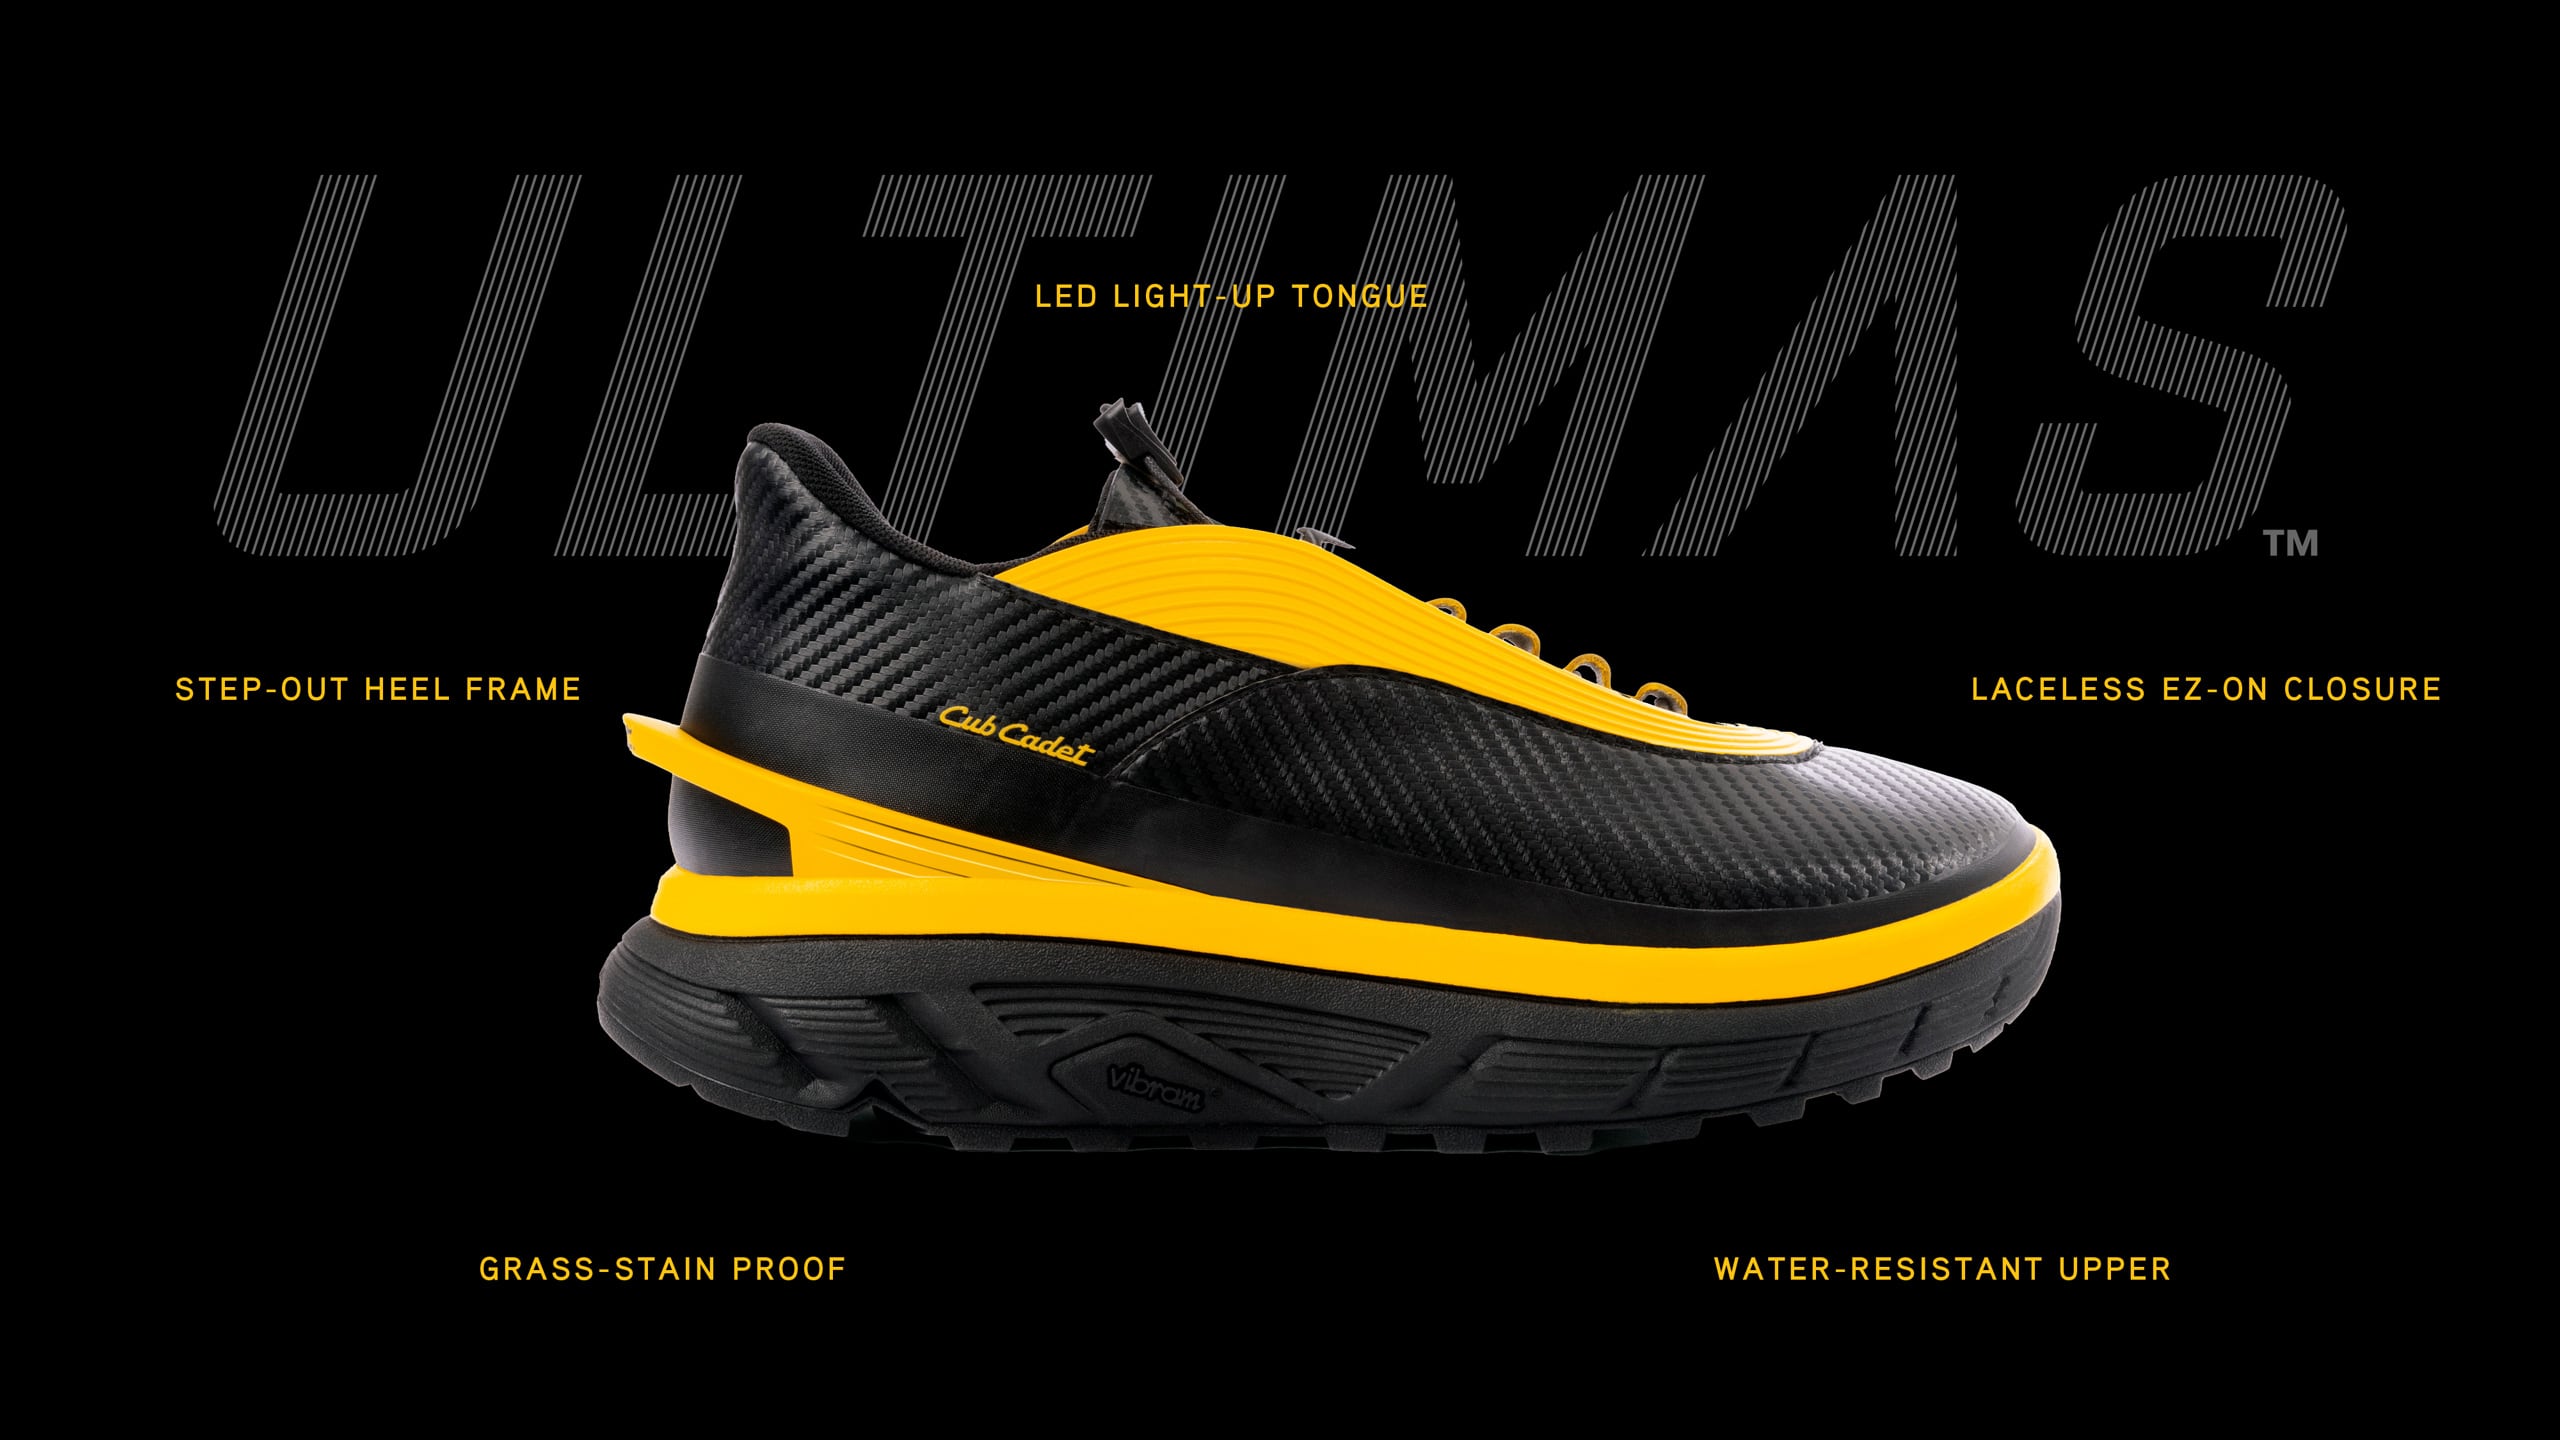 ULTIMAS™
LED LIGHT-UP TONGUE
STEP-OUT HEEL FRAME
LACELESS EZ-ON CLOSURE
Cub Cadet
vibram
GRASS-STAIN PROOF
WATER-RESISTANT UPPER